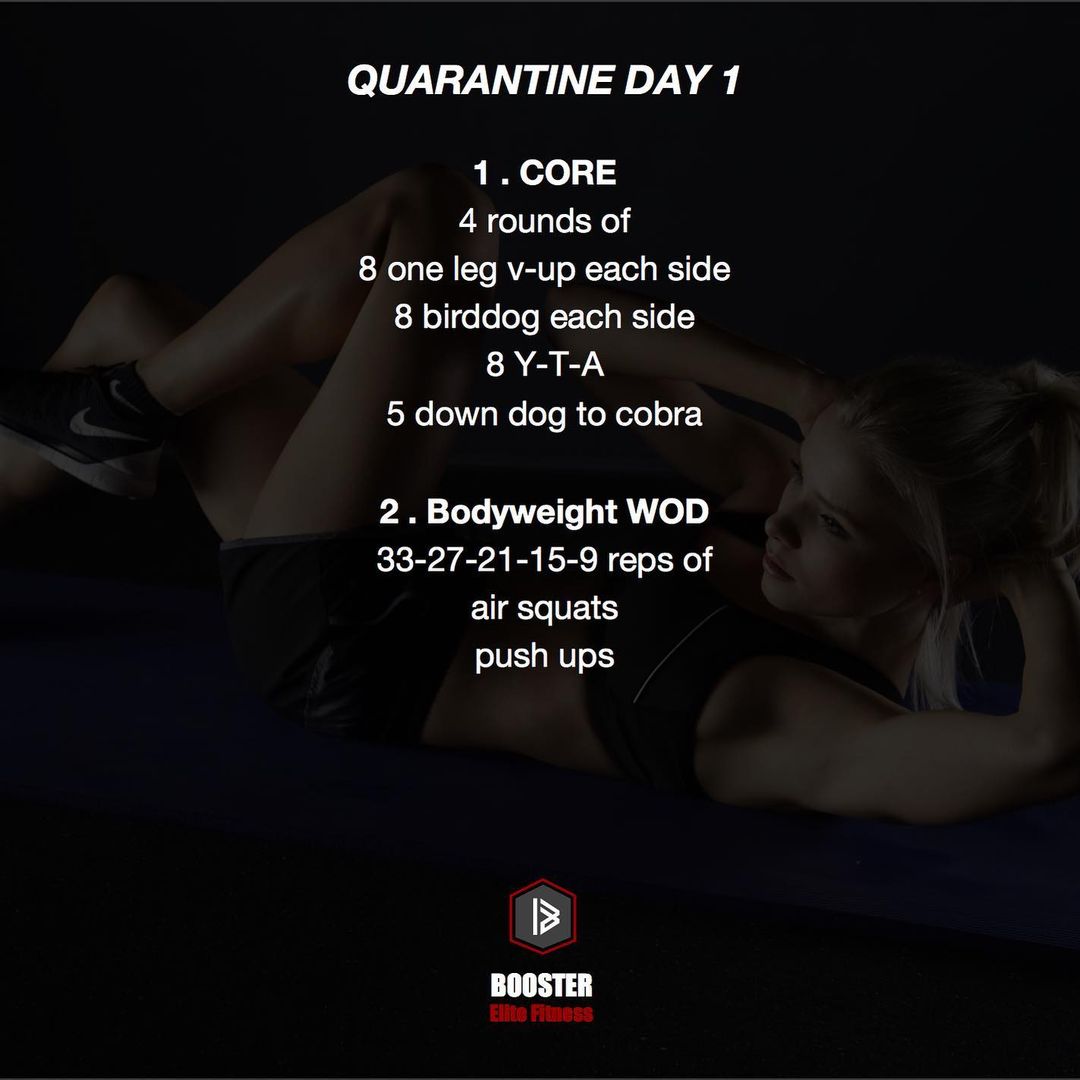 QUARANTINE DAY 1
1 . CORE
4 rounds of
8 one leg v-up each side
8 birddog each side
8 Y-T-A
5 down dog to cobra
2 . Bodyweight WOD
33-27-21-15-9 reps of
air squats
push ups
BOOSTER
Elite Fitness